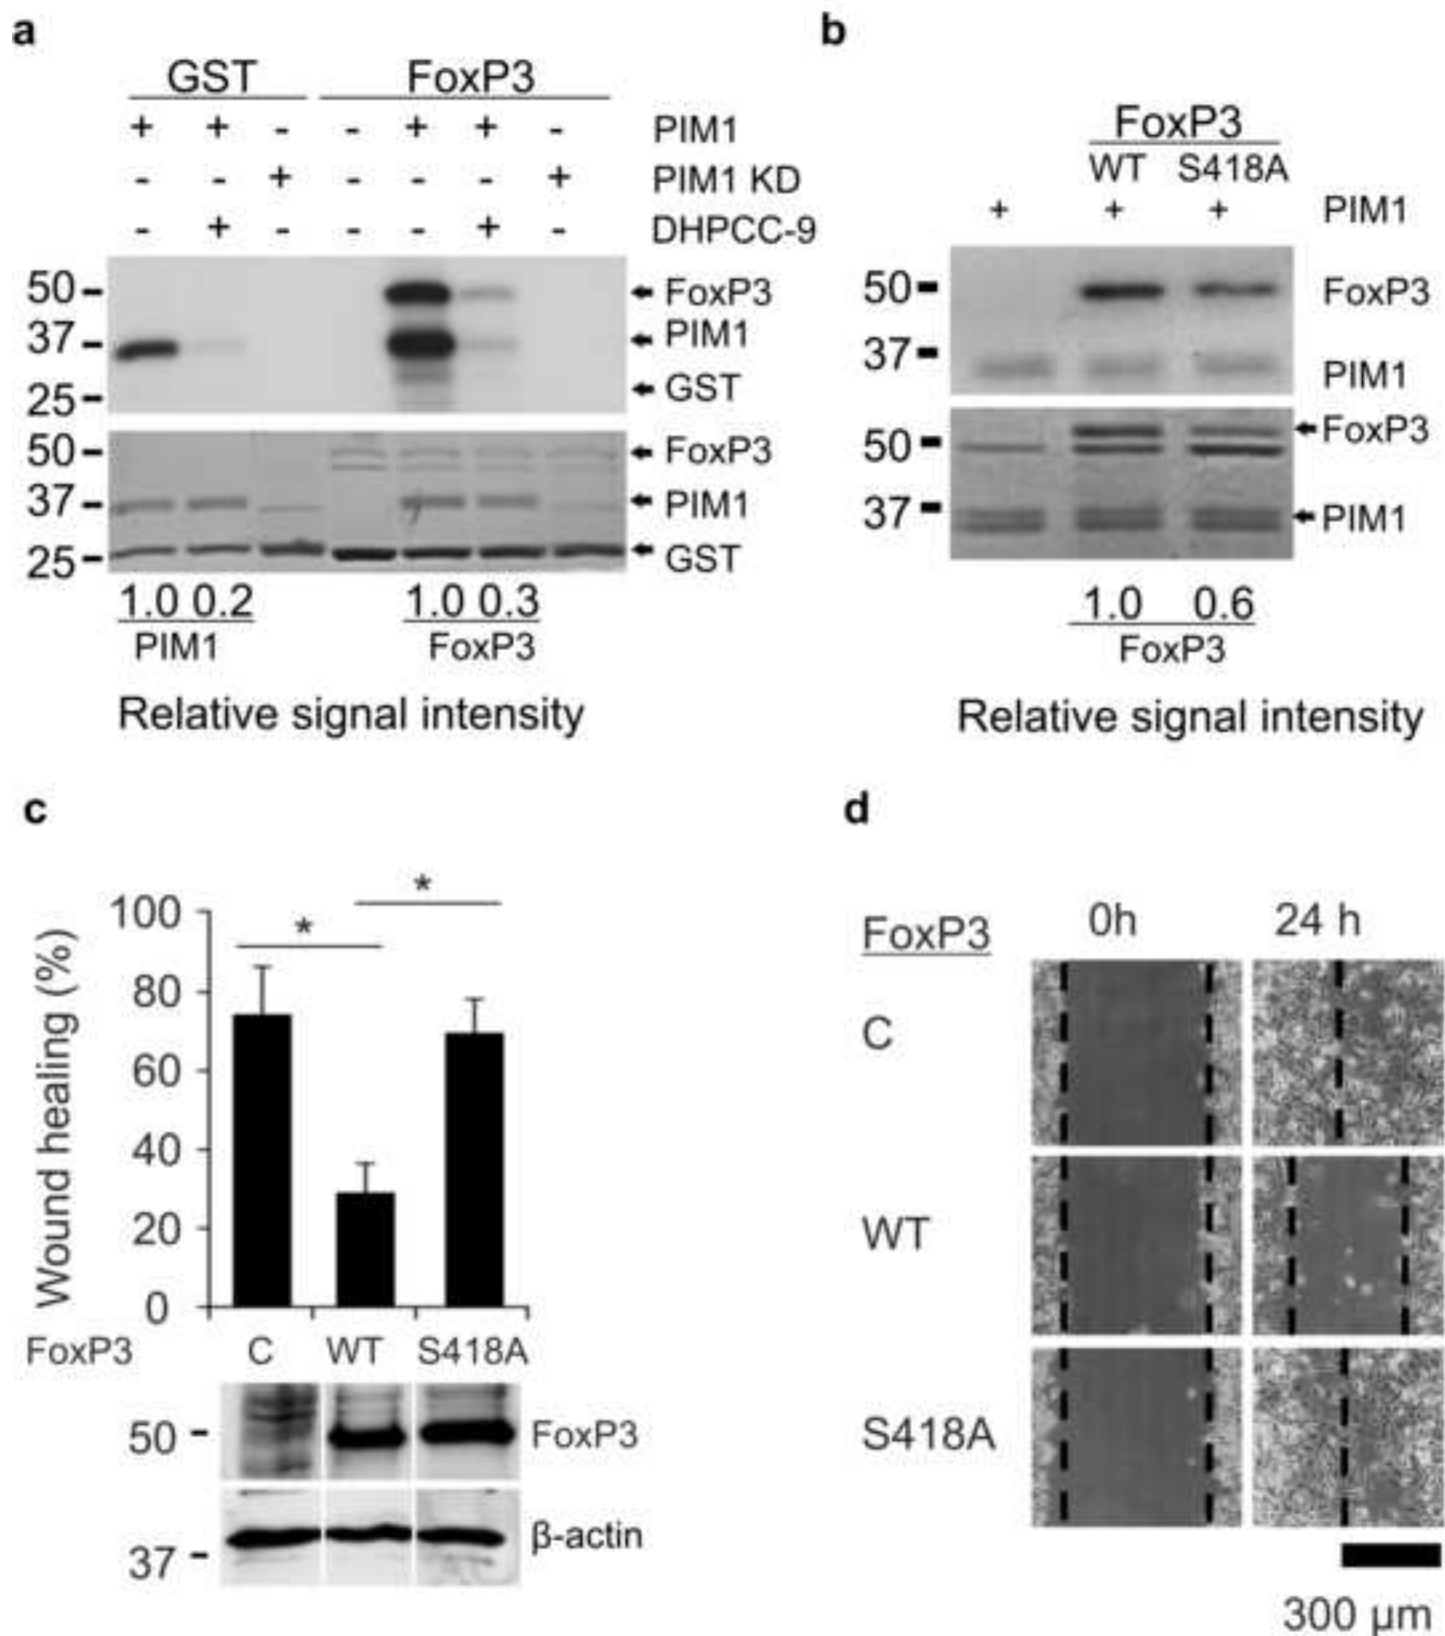 a
GST FoxP3
+ + - - + + - PIM1
- - + - - - + PIM1 KD
- + - - - + - DHPCC-9
50 FoxP3
37 PIM1
25 GST
50 FoxP3
37 PIM1
25 GST
1.0 0.2 1.0 0.3
PIM1 FoxP3
Relative signal intensity
b
FoxP3
WT S418A
+ + + PIM1
50 FoxP3
37 PIM1
50 FoxP3
37 PIM1
1.0 0.6
FoxP3
Relative signal intensity
c
Wound healing (%)
100
80
60
40
20
0
* *
FoxP3 C WT S418A
50 FoxP3
37 β-actin
d
FoxP3 0h 24 h
C
WT
S418A
300 μm